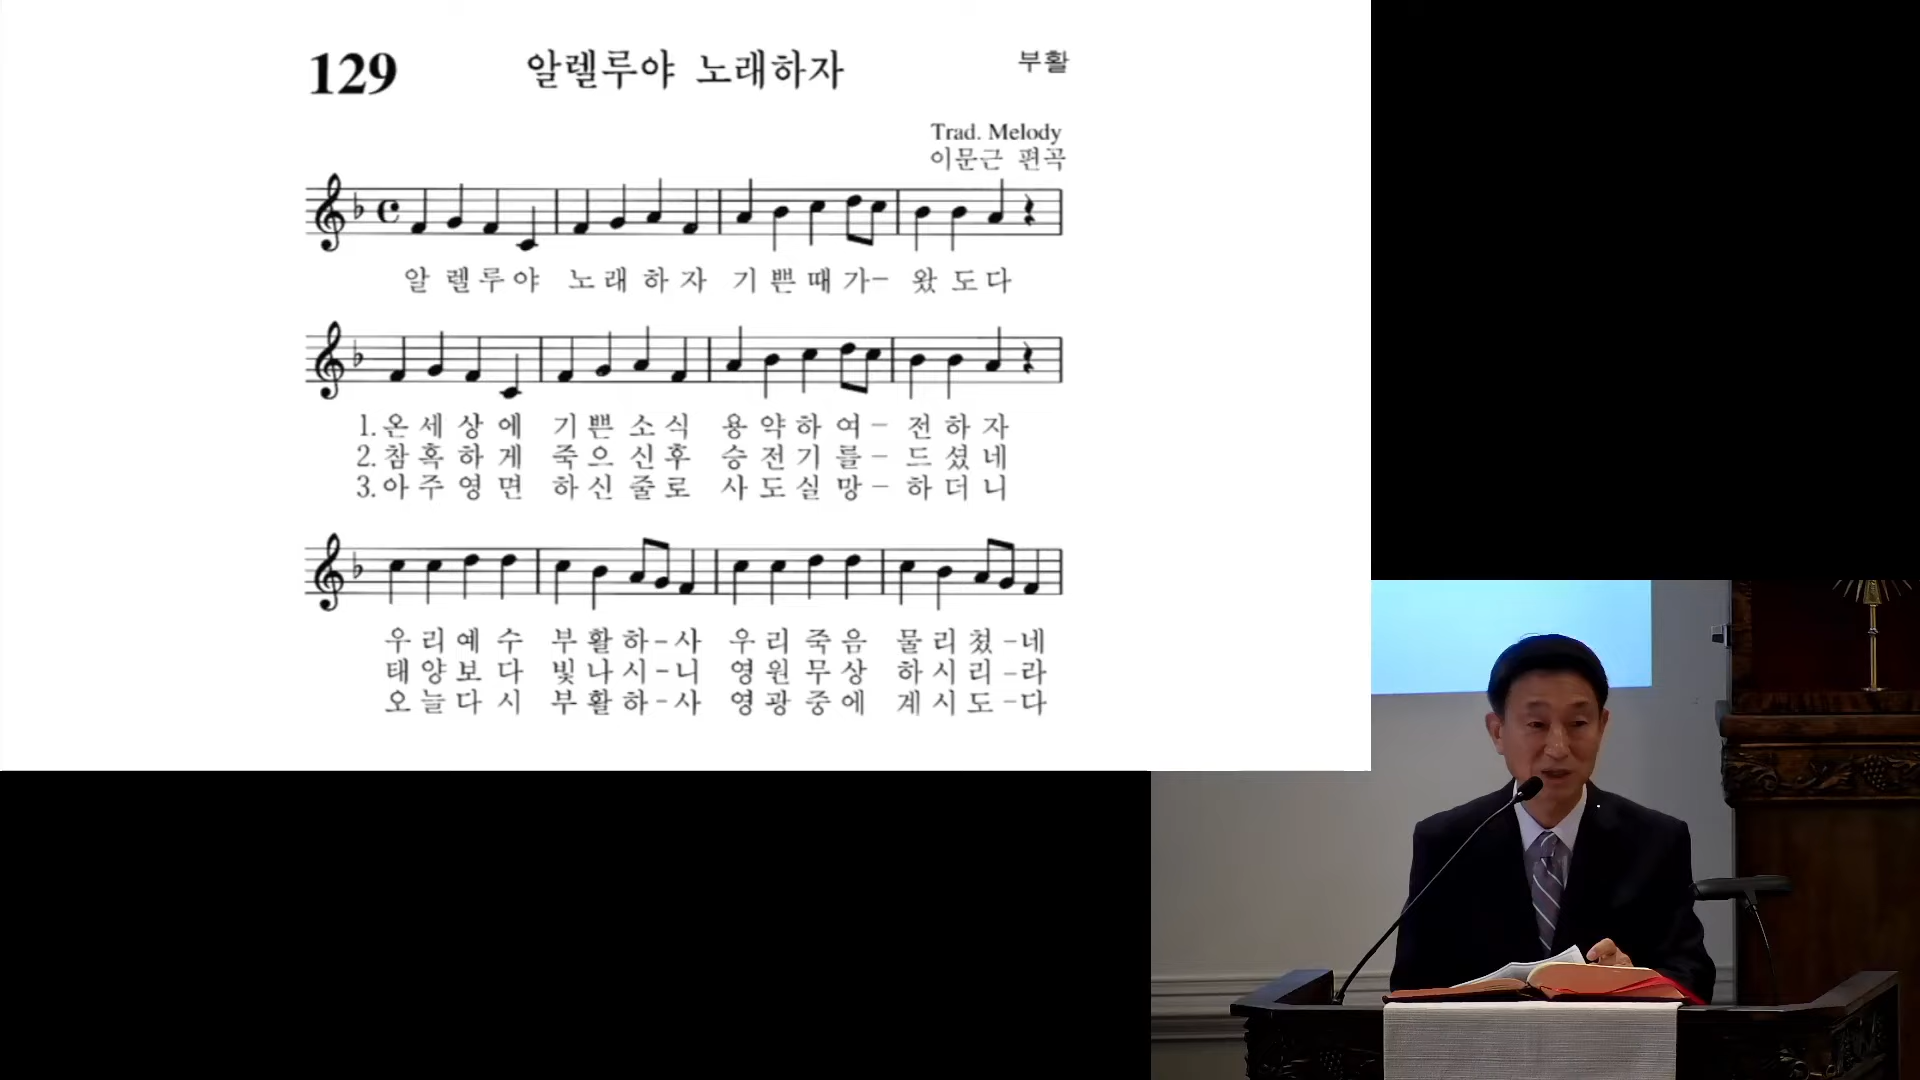 129 알렐루야 노래하자 부활
Trad. Melody
이문근 편곡
알 렐루야 노래하자 기쁜때가- 왔도다
1.온세상에 기쁜소식 용약하여- 전하자
2.참혹하게 죽으신후 승전기를- 드셨네
3.아주영면 하신줄로 사도실망- 하더니
우리예수 부활하-사 우리죽음 물리쳤-네
태양보다 빛나시-니 영원무상 하시리-라
오늘다시 부활하-사 영광중에 계시도-다